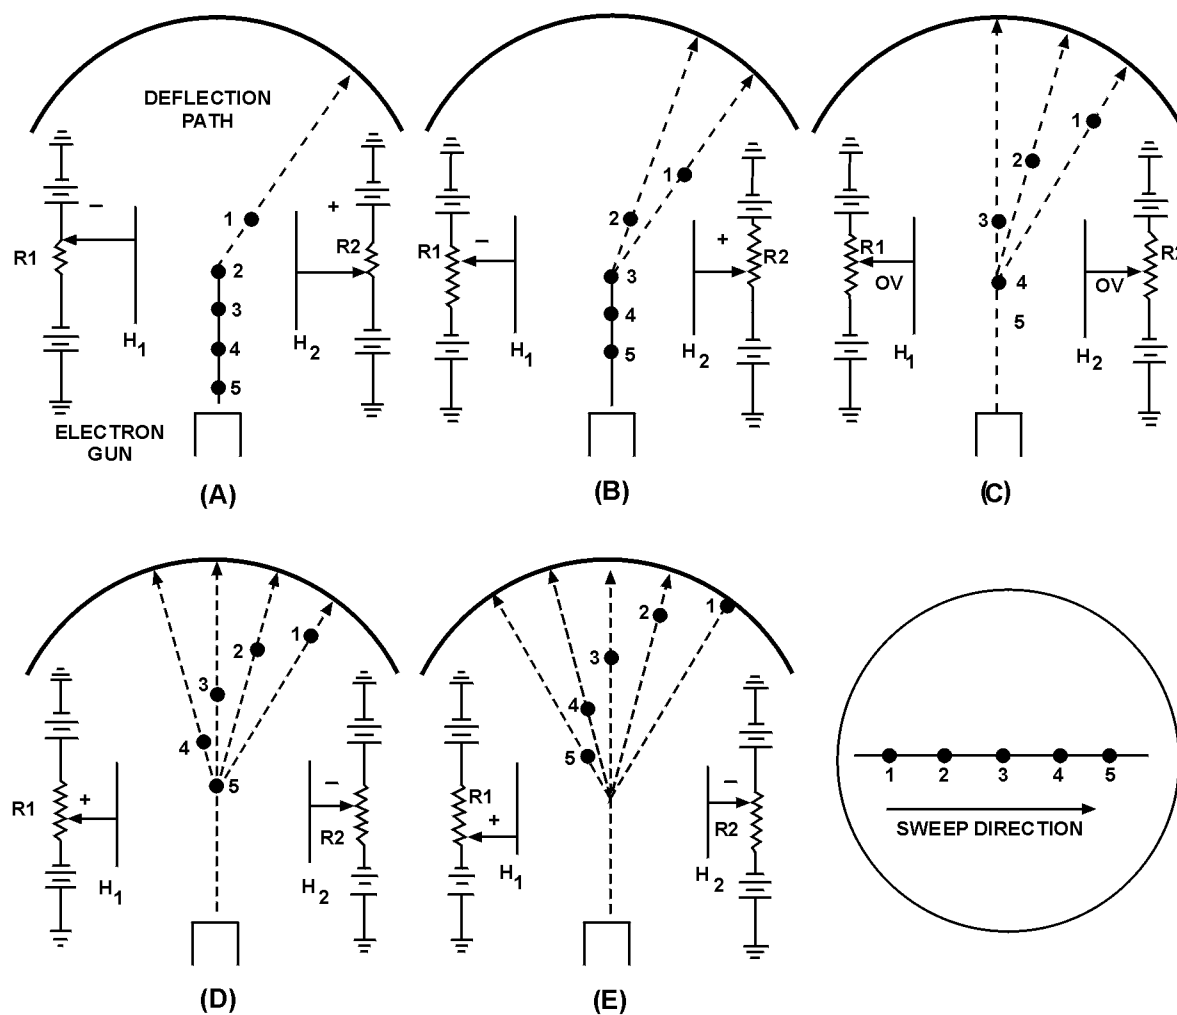 DEFLECTION
PATH
1
2
3
4
5
−
R1
H1
+
R2
H2
ELECTRON
GUN
(A)
1
2
3
4
5
−
R1
H1
+
R2
H2
(B)
1
2
3
4
5
R1
OV
H1
R2
OV
H2
(C)
1
2
3
4
5
R1
+
H1
−
R2
H2
(D)
1
2
3
4
5
R1
+
H1
−
R2
H2
(E)
1 2 3 4 5
SWEEP DIRECTION